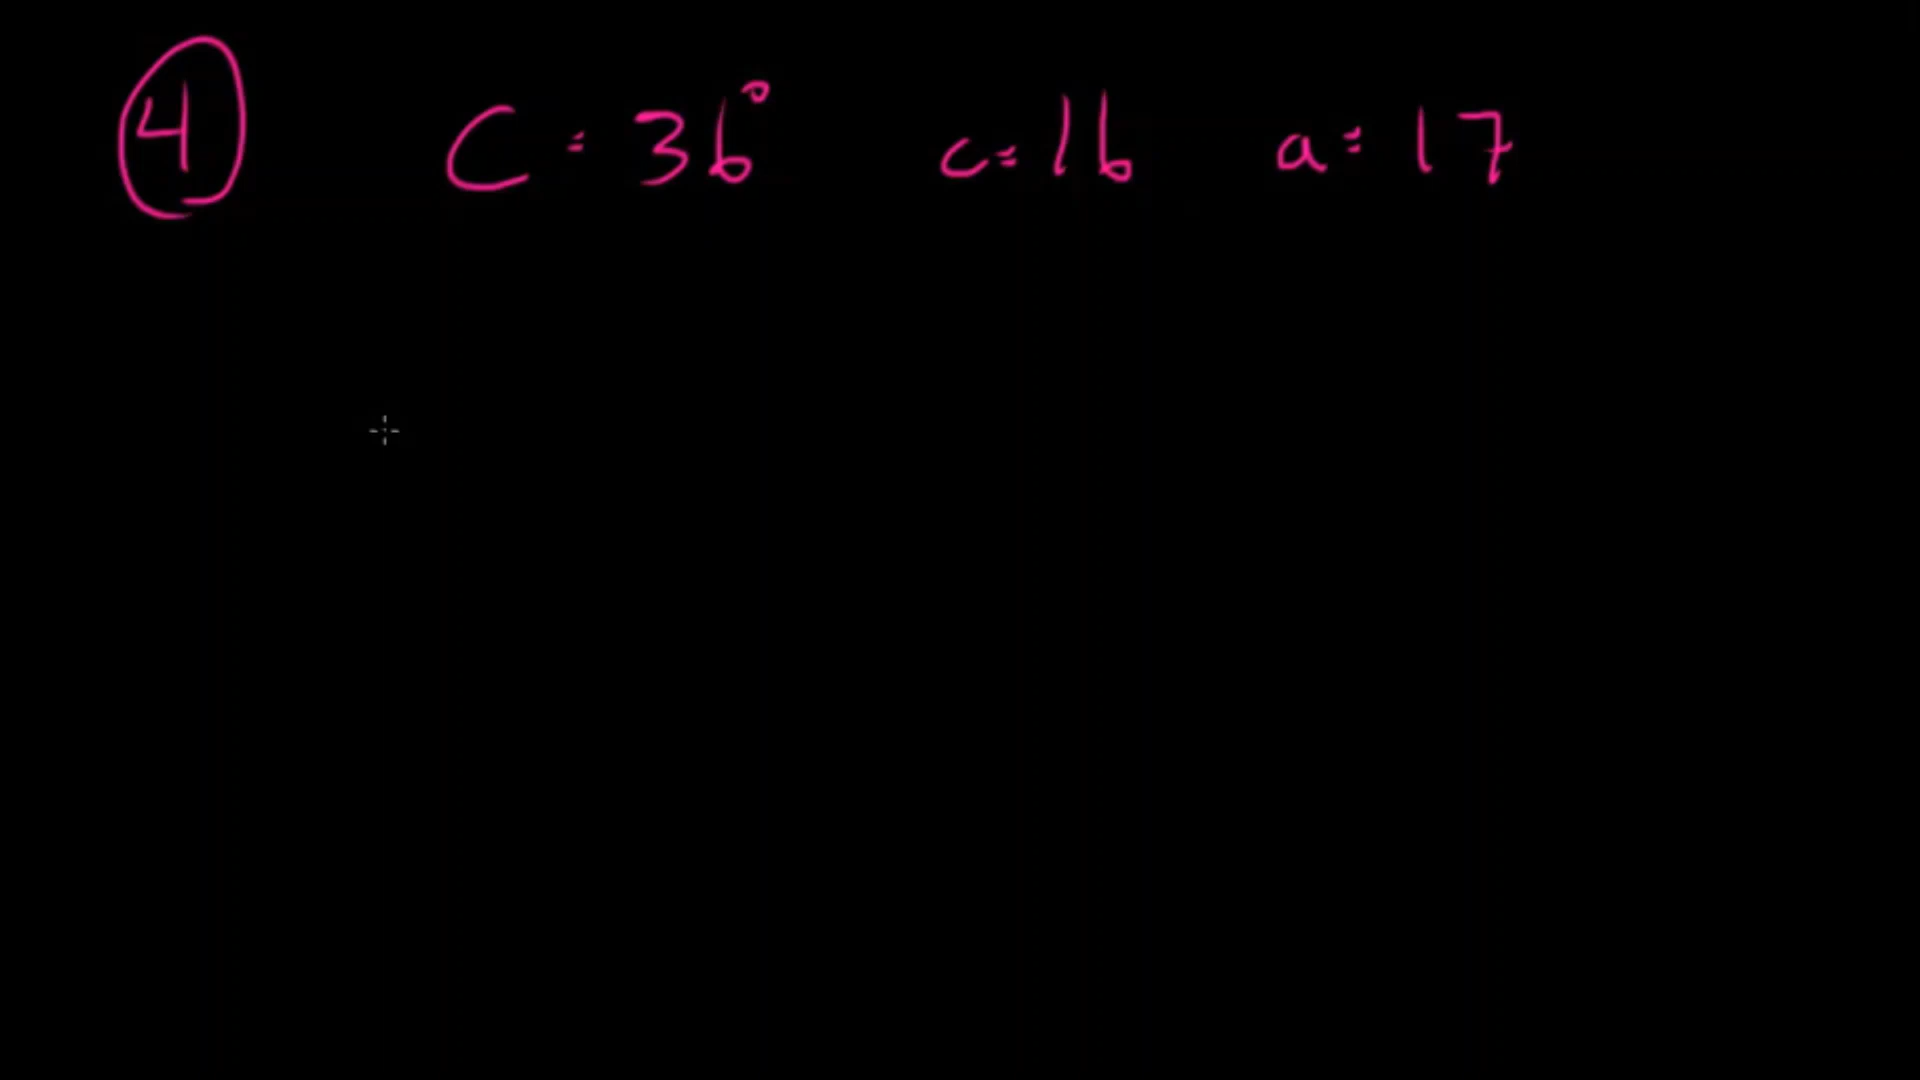 4 C = 36° c = 16 a = 17